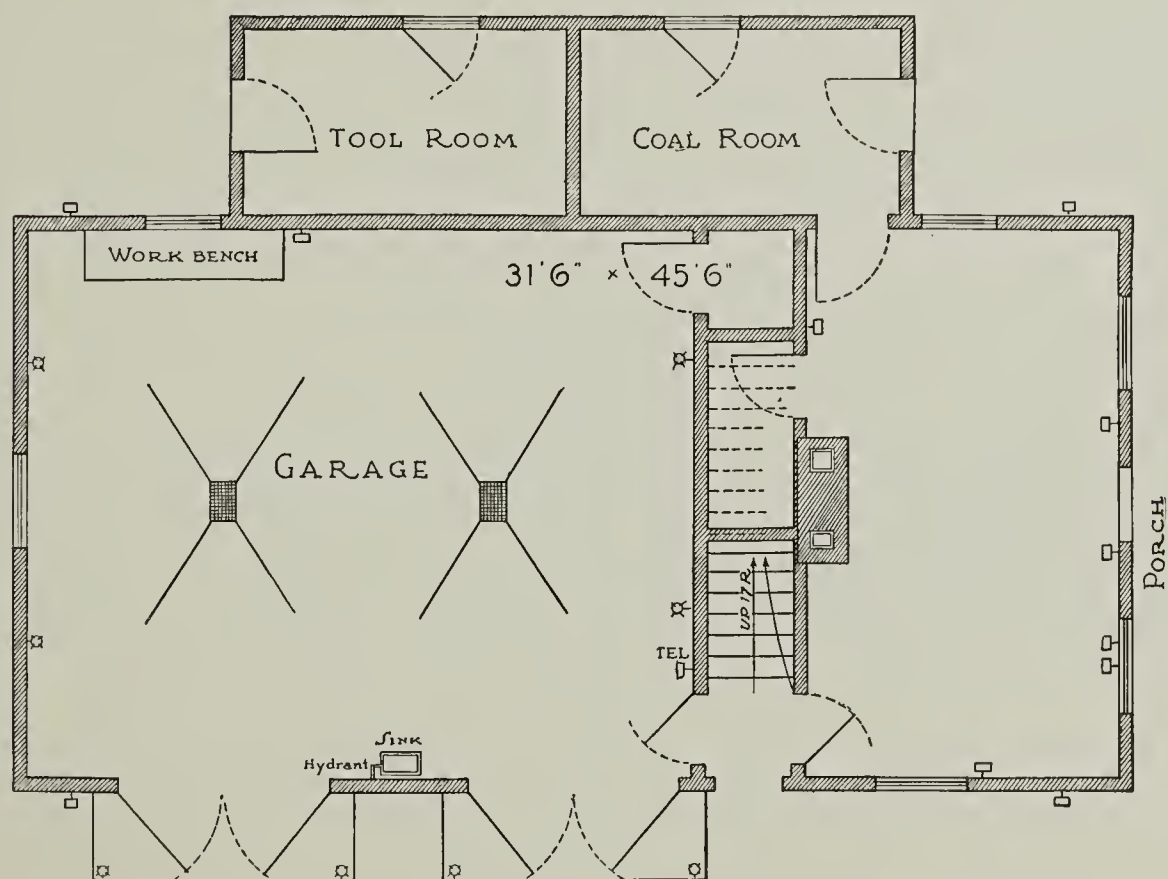 TOOL ROOM
COAL ROOM
WORK BENCH
31'6" × 45'6"
GARAGE
PORCH
UP 17 R
TEL
SINK
Hydrant